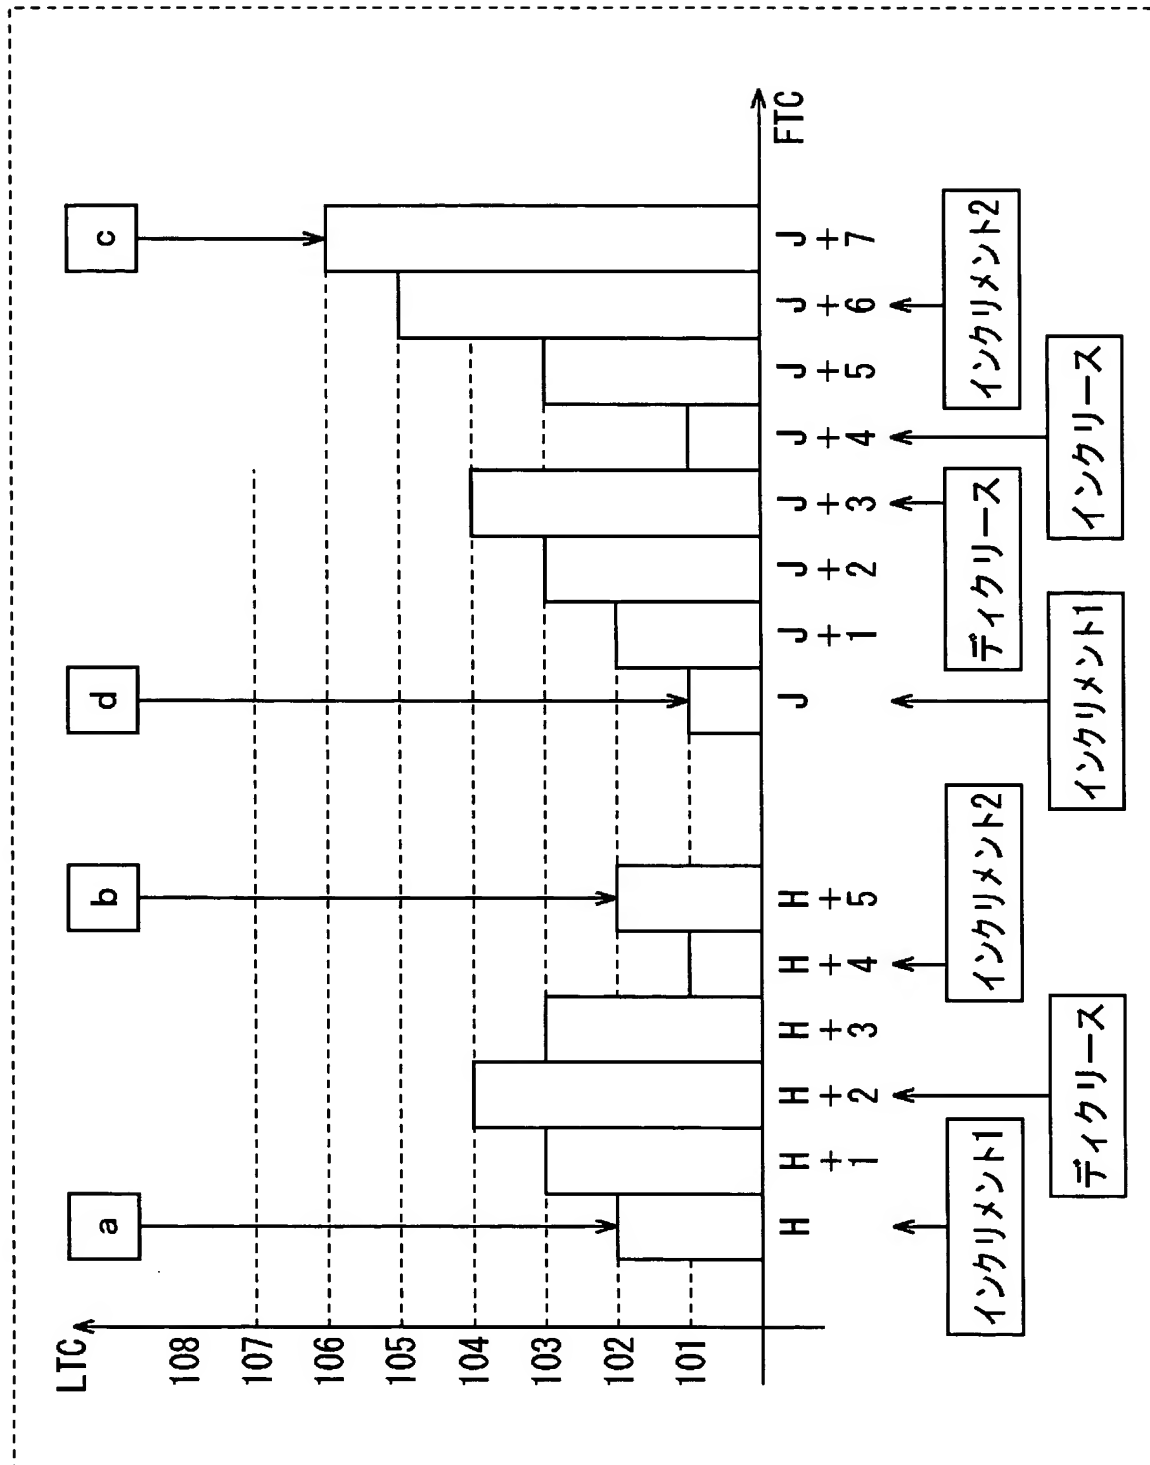 LTC
108
107
106
105
104
103
102
101
a
b
d
c
H
H+1
H+2
H+3
H+4
H+5
J
J+1
J+2
J+3
J+4
J+5
J+6
J+7
FTC
インクリメント1
ディクリース
インクリメント2
インクリメント1
ディクリース
インクリース
インクリメント2